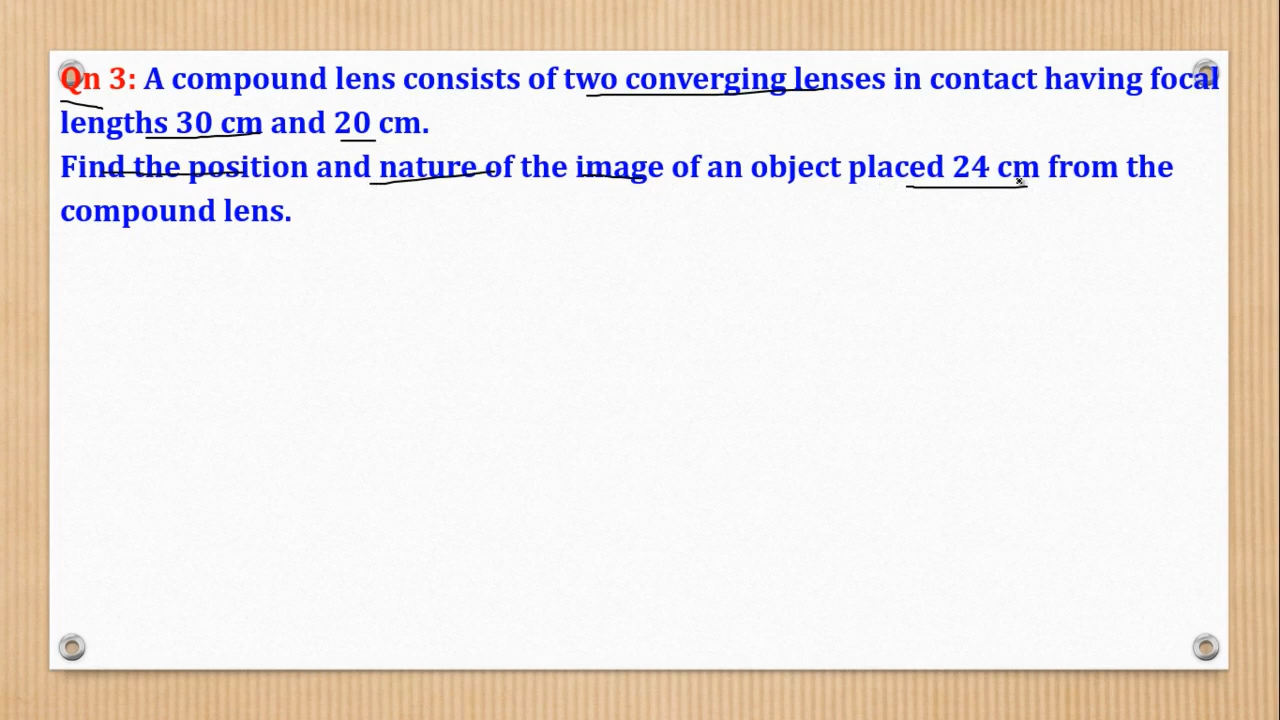 Qn 3: A compound lens consists of two converging lenses in contact having focal
lengths 30 cm and 20 cm.
Find the position and nature of the image of an object placed 24 cm from the
compound lens.